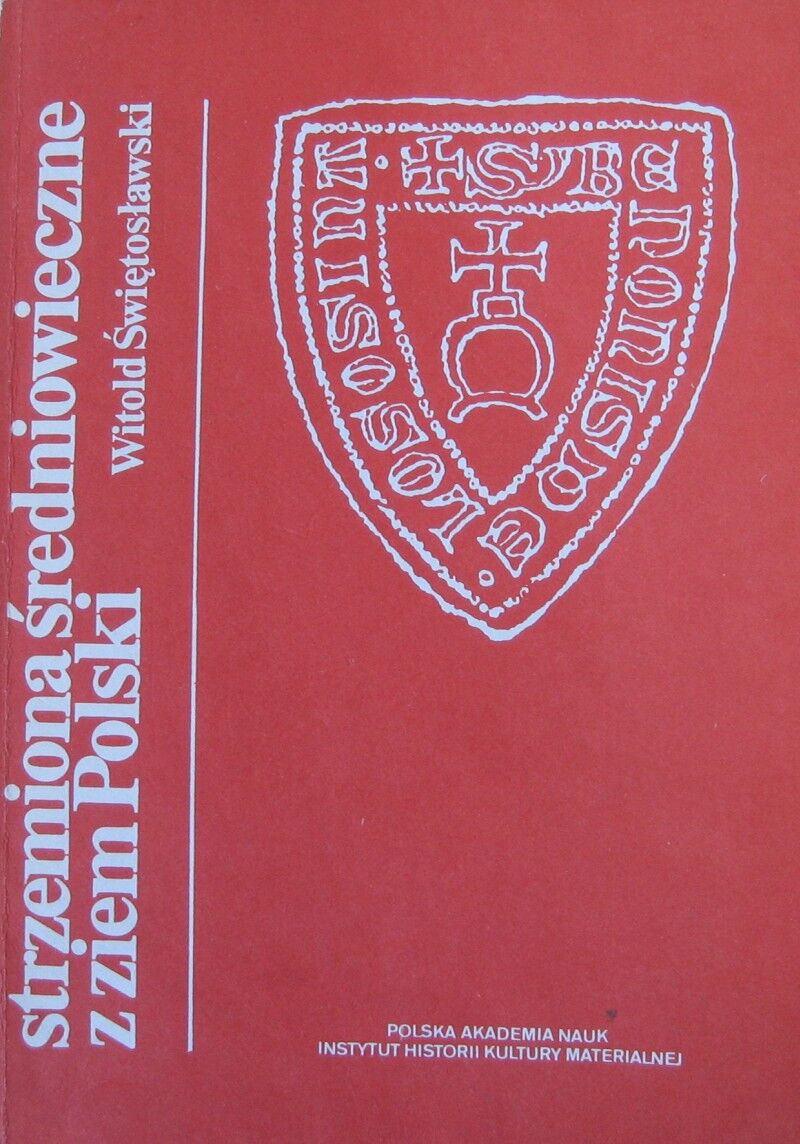 strzemiona średniowieczne
z ziem Polski
Witold Świętosławski
POLSKA AKADEMIA NAUK
INSTYTUT HISTORII KULTURY MATERIALNEJ